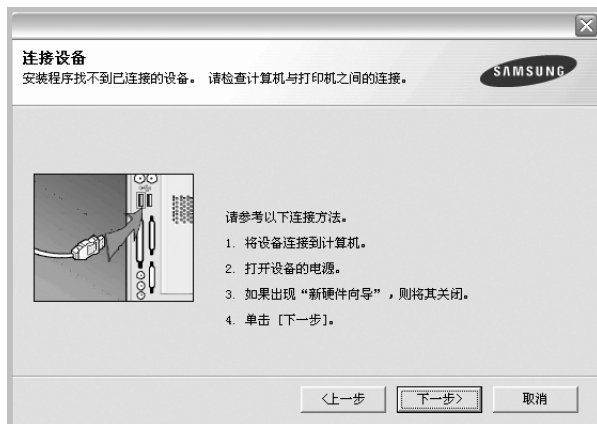 连接设备
安装程序找不到已连接的设备。 请检查计算机与打印机之间的连接。
SAMSUNG
请参考以下连接方法。
1. 将设备连接到计算机。
2. 打开设备的电源。
3. 如果出现“新硬件向导”，则将其关闭。
4. 单击 [下一步]。
<上一步
下一步>
取消